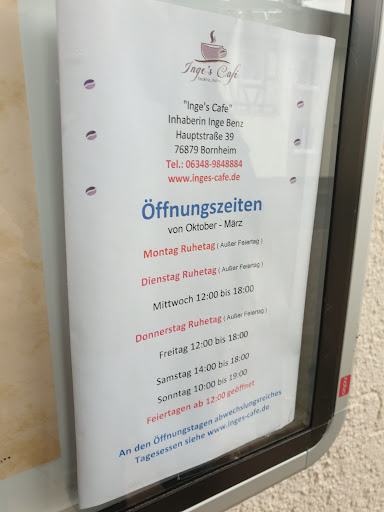 Inge's Café
"Inge's Cafe"
Inhaberin Inge Benz
Hauptstraße 39
76879 Bornheim
Tel.: 06348-9848884
www.inges-cafe.de
Öffnungszeiten
von Oktober - März
Montag Ruhetag ( Außer Feiertag )
Dienstag Ruhetag ( Außer Feiertag )
Mittwoch 12:00 bis 18:00
Donnerstag Ruhetag ( Außer Feiertag )
Freitag 12:00 bis 18:00
Samstag 14:00 bis 18:00
Sonntag 10:00 bis 19:00
Feiertagen ab 12:00 geöffnet
An den Öffnungstagen abwechslungsreiches
Tagesessen siehe www.inges-cafe.de